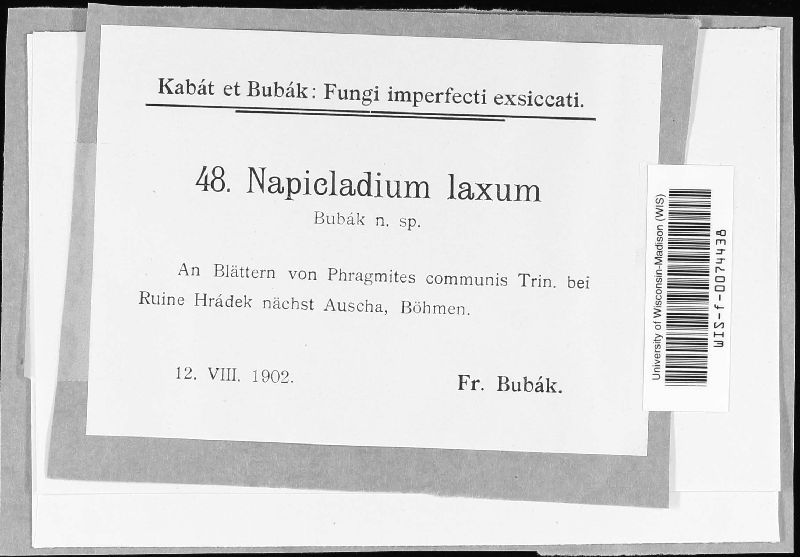 Kabát et Bubák: Fungi imperfecti exsiccati.
48. Napicladium laxum
Bubák n. sp.
An Blättern von Phragmites communis Trin. bei
Ruine Hrádek nächst Auscha, Böhmen.
12. VIII. 1902.
Fr. Bubák.
University of Wisconsin-Madison (WIS)
WIS-f-0074438